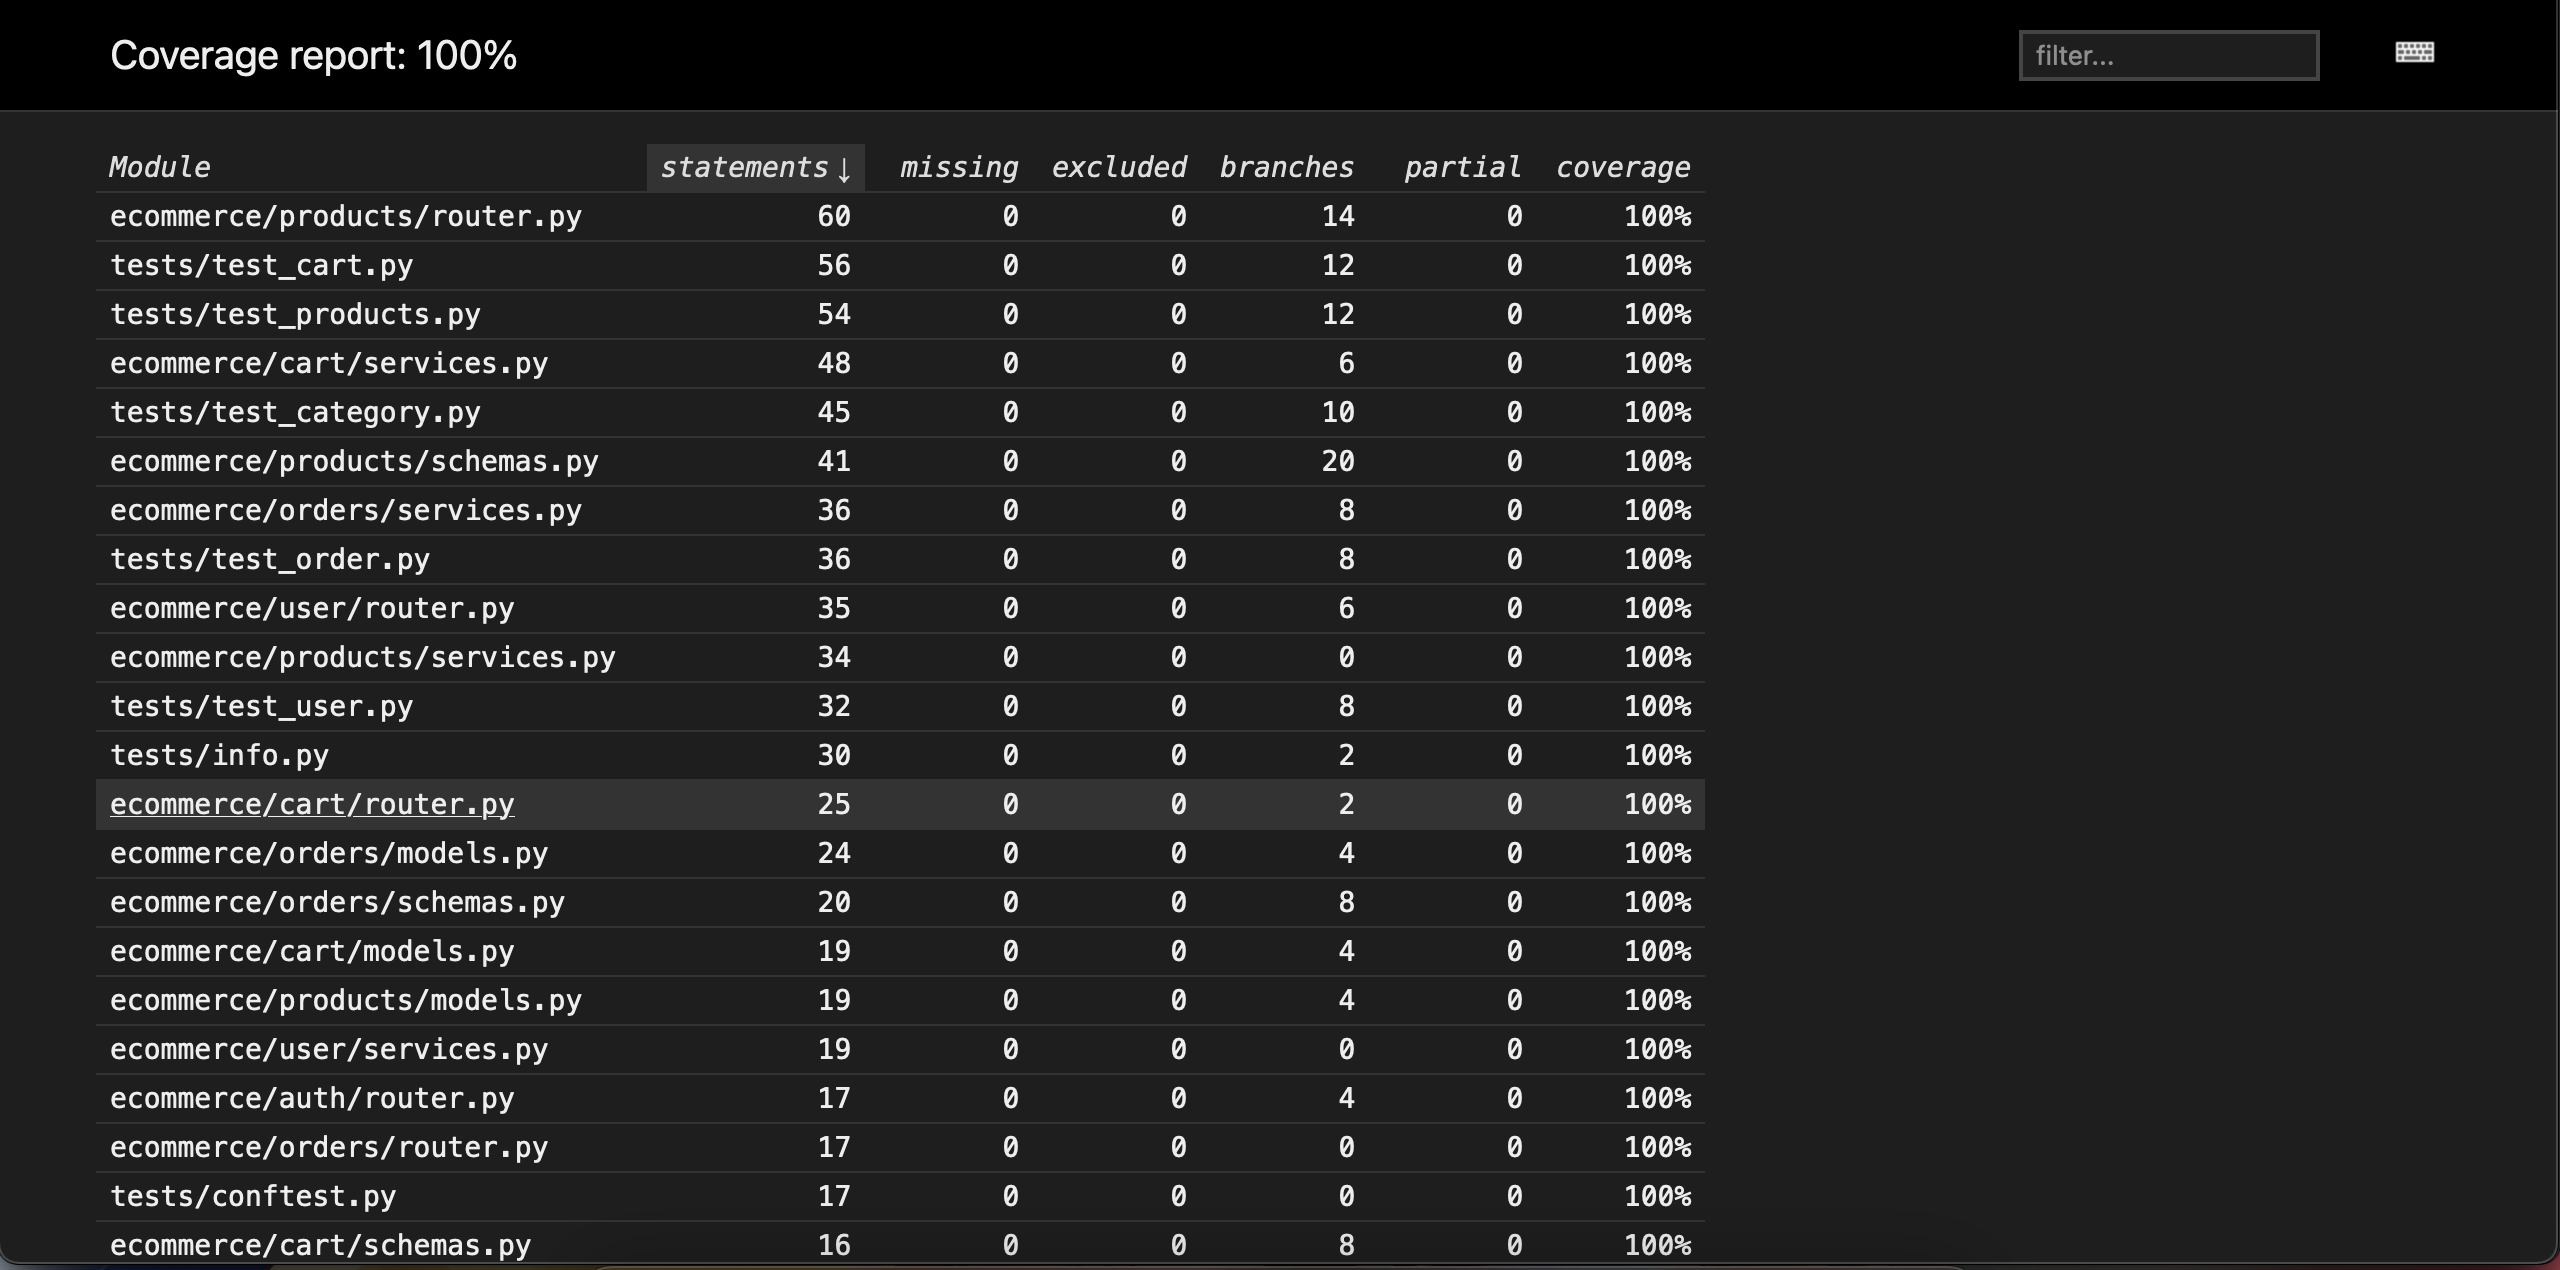 Coverage report: 100%
filter...
Module statements↓ missing excluded branches partial coverage
ecommerce/products/router.py 60 0 0 14 0 100%
tests/test_cart.py 56 0 0 12 0 100%
tests/test_products.py 54 0 0 12 0 100%
ecommerce/cart/services.py 48 0 0 6 0 100%
tests/test_category.py 45 0 0 10 0 100%
ecommerce/products/schemas.py 41 0 0 20 0 100%
ecommerce/orders/services.py 36 0 0 8 0 100%
tests/test_order.py 36 0 0 8 0 100%
ecommerce/user/router.py 35 0 0 6 0 100%
ecommerce/products/services.py 34 0 0 0 0 100%
tests/test_user.py 32 0 0 8 0 100%
tests/info.py 30 0 0 2 0 100%
ecommerce/cart/router.py 25 0 0 2 0 100%
ecommerce/orders/models.py 24 0 0 4 0 100%
ecommerce/orders/schemas.py 20 0 0 8 0 100%
ecommerce/cart/models.py 19 0 0 4 0 100%
ecommerce/products/models.py 19 0 0 4 0 100%
ecommerce/user/services.py 19 0 0 0 0 100%
ecommerce/auth/router.py 17 0 0 4 0 100%
ecommerce/orders/router.py 17 0 0 0 0 100%
tests/conftest.py 17 0 0 0 0 100%
ecommerce/cart/schemas.py 16 0 0 8 0 100%